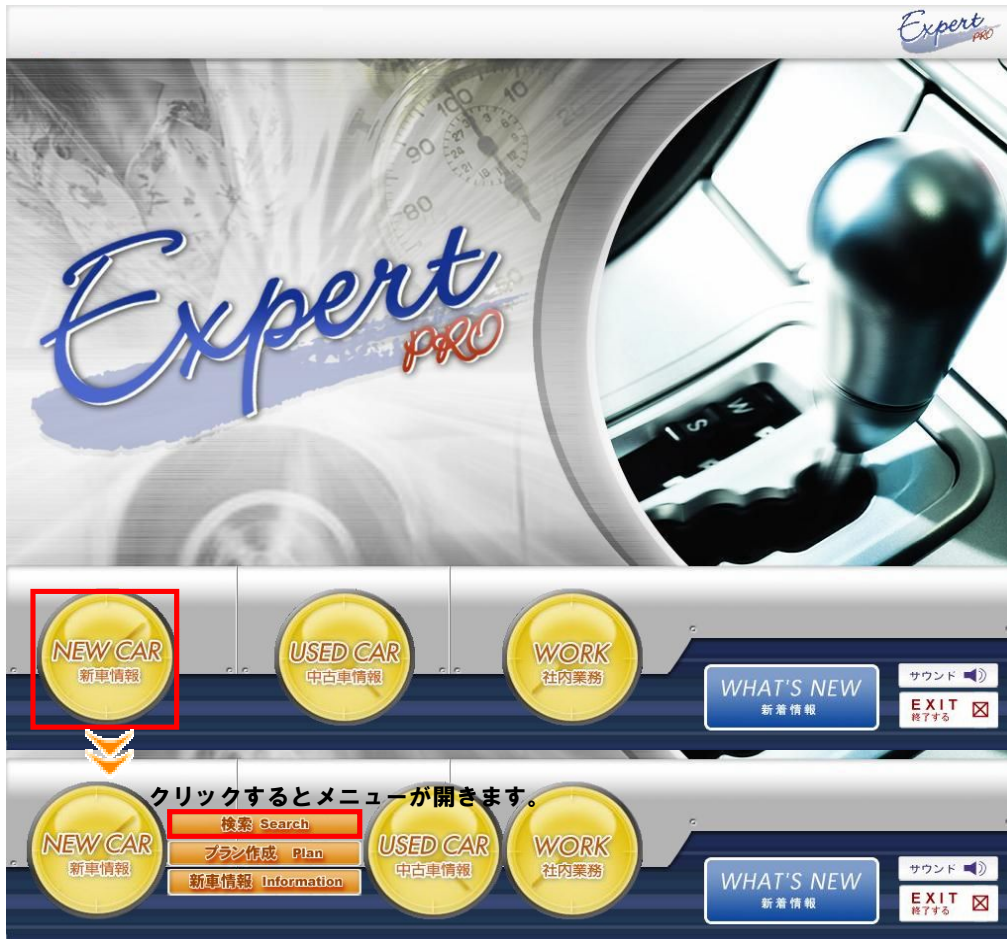 Expert
PRO
100
10
90
80
Expert
PRO
NEW CAR
新車情報
USED CAR
中古車情報
WORK
社内業務
WHAT'S NEW
新着情報
サウンド
EXIT
終了する
クリックするとメニューが開きます。
NEW CAR
新車情報
検索 Search
プラン作成 Plan
新車情報 Information
USED CAR
中古車情報
WORK
社内業務
WHAT'S NEW
新着情報
サウンド
EXIT
終了する